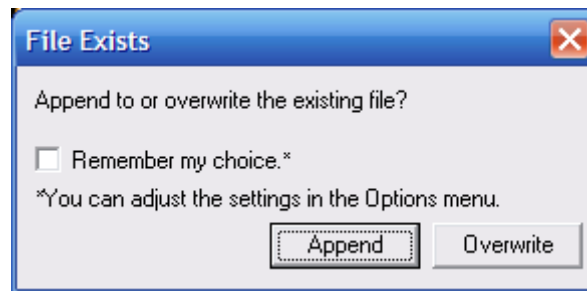 File Exists
Append to or overwrite the existing file?
Remember my choice.*
*You can adjust the settings in the Options menu.
Append Overwrite